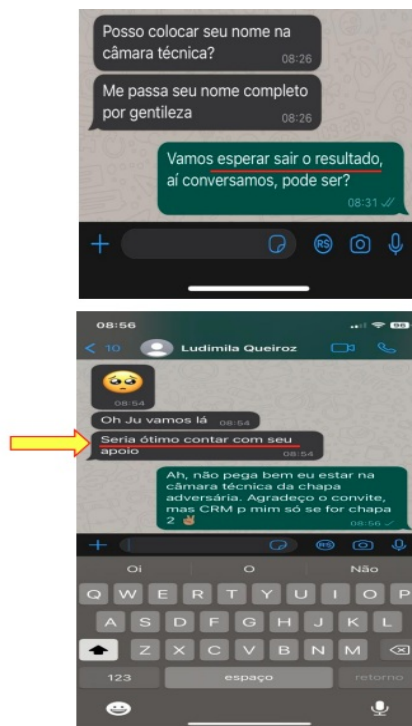 Posso colocar seu nome na
câmara técnica?
08:26
Me passa seu nome completo
por gentileza
08:26
Vamos esperar sair o resultado,
aí conversamos, pode ser?
08:31
RS
08:56
98
10
Ludimila Queiroz
08:54
Oh Ju vamos lá 08:54
Seria ótimo contar com seu
apoio 08:54
Ah, não pega bem eu estar na
câmara técnica da chapa
adversária. Agradeço o convite,
mas CRM p mim só se for chapa
2
08:56
RS
Oi O Não
Q W E R T Y U I O P
A S D F G H J K L
Z X C V B N M
123 espaço retorno